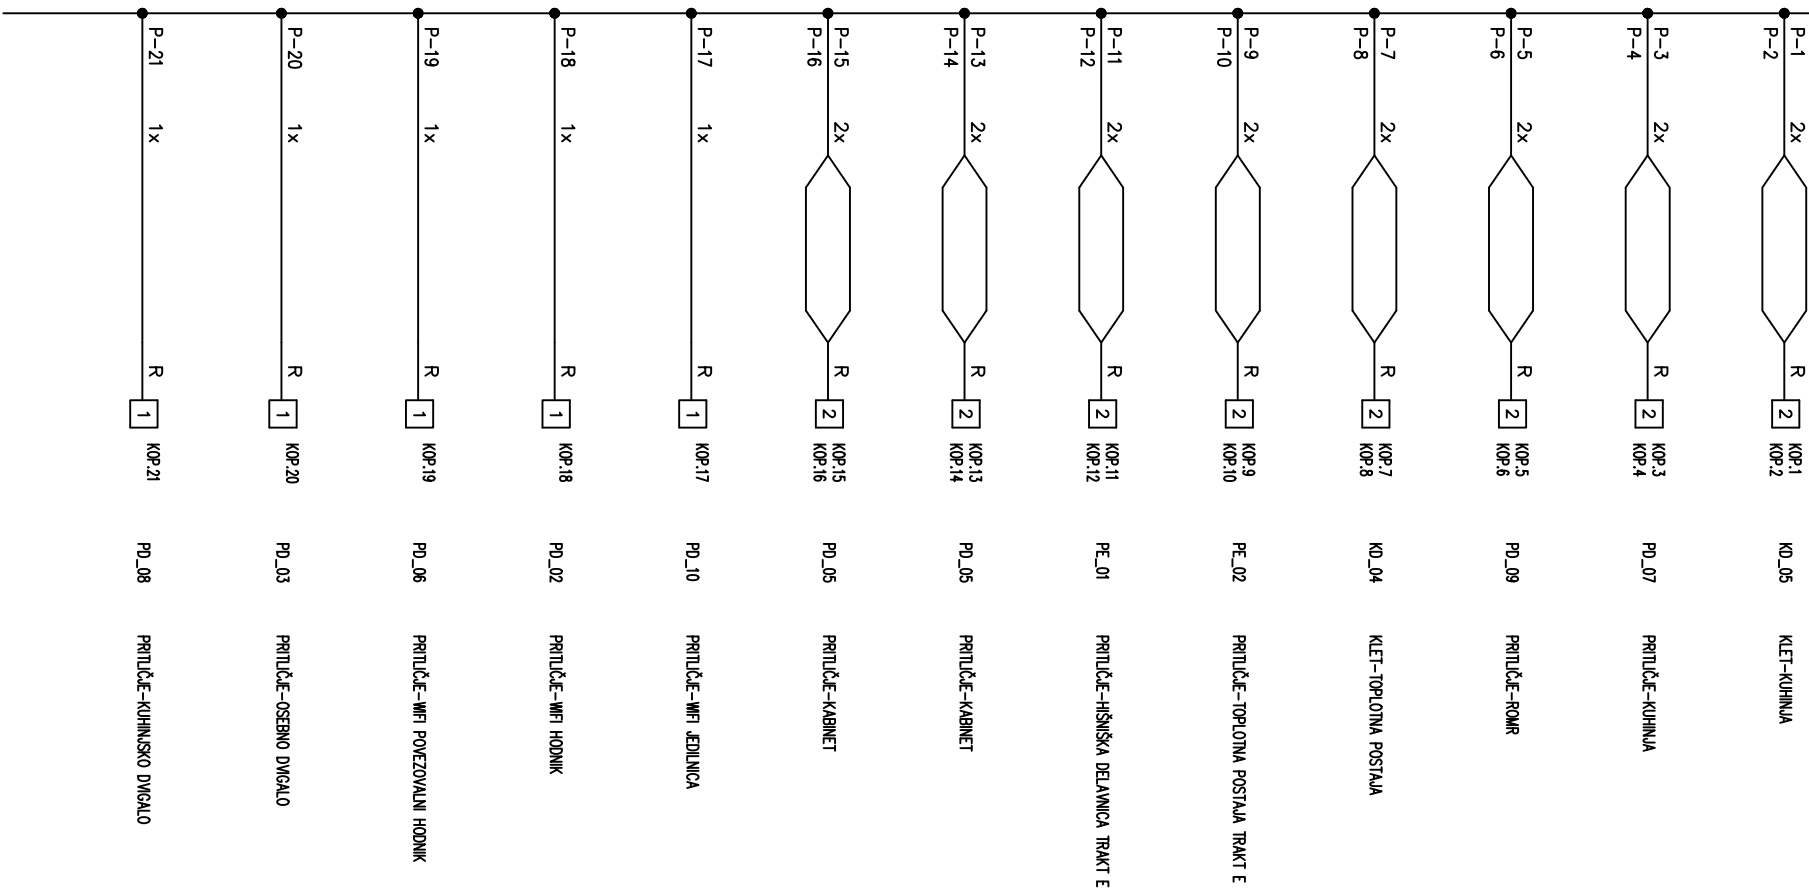 P-1
P-2
2x
R
2
KOP.1
KOP.2
KD_05
KLET-KUHINJA
P-3
P-4
2x
R
2
KOP.3
KOP.4
PD_07
PRITLIČJE-KUHINJA
P-5
P-6
2x
R
2
KOP.5
KOP.6
PD_09
PRITLIČJE-ROMR
P-7
P-8
2x
R
2
KOP.7
KOP.8
KD_04
KLET-TOPLOTNA POSTAJA
P-9
P-10
2x
R
2
KOP.9
KOP.10
PE_02
PRITLIČJE-TOPLOTNA POSTAJA TRAKT E
P-11
P-12
2x
R
2
KOP.11
KOP.12
PE_01
PRITLIČJE-HIŠNIŠKA DELAVNICA TRAKT E
P-13
P-14
2x
R
2
KOP.13
KOP.14
PD_05
PRITLIČJE-KABINET
P-15
P-16
2x
R
2
KOP.15
KOP.16
PD_05
PRITLIČJE-KABINET
P-17
1x
R
1
KOP.17
PD_10
PRITLIČJE-WIFI JEDILNICA
P-18
1x
R
1
KOP.18
PD_02
PRITLIČJE-WIFI HODNIK
P-19
1x
R
1
KOP.19
PD_06
PRITLIČJE-WIFI POVEZOVALNI HODNIK
P-20
1x
R
1
KOP.20
PD_03
PRITLIČJE-OSEBNO DVIGALO
P-21
1x
R
1
KOP.21
PD_08
PRITLIČJE-KUHINJSKO DVIGALO